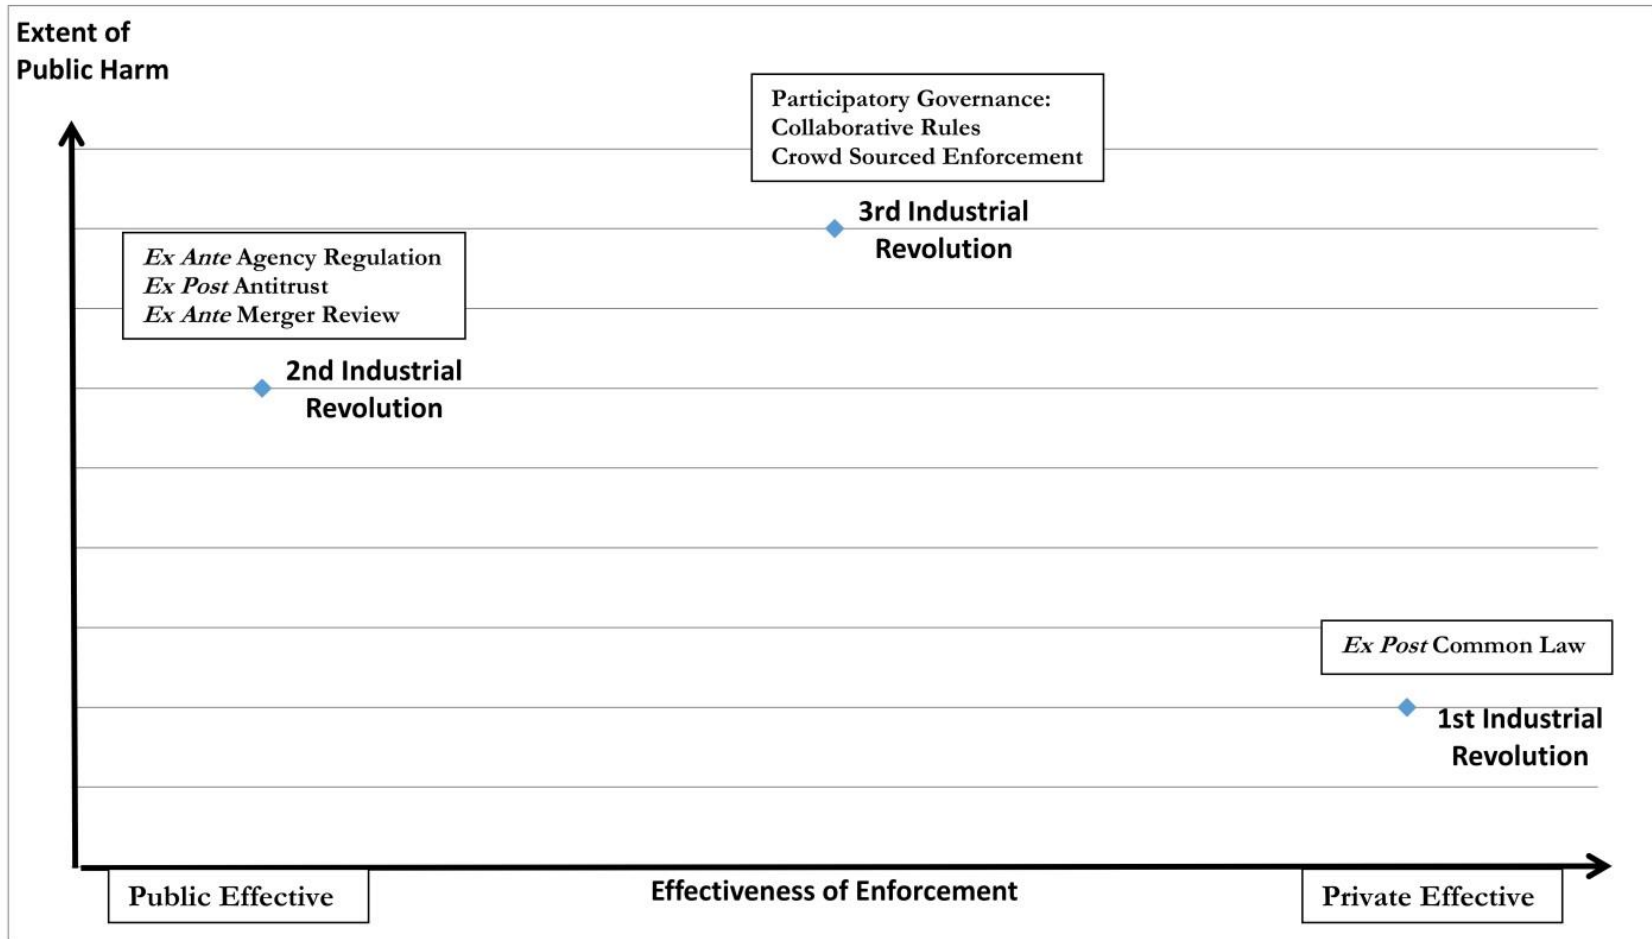 Extent of
Public Harm
Participatory Governance:
Collaborative Rules
Crowd Sourced Enforcement
3rd Industrial
Revolution
Ex Ante Agency Regulation
Ex Post Antitrust
Ex Ante Merger Review
2nd Industrial
Revolution
Ex Post Common Law
1st Industrial
Revolution
Public Effective
Effectiveness of Enforcement
Private Effective